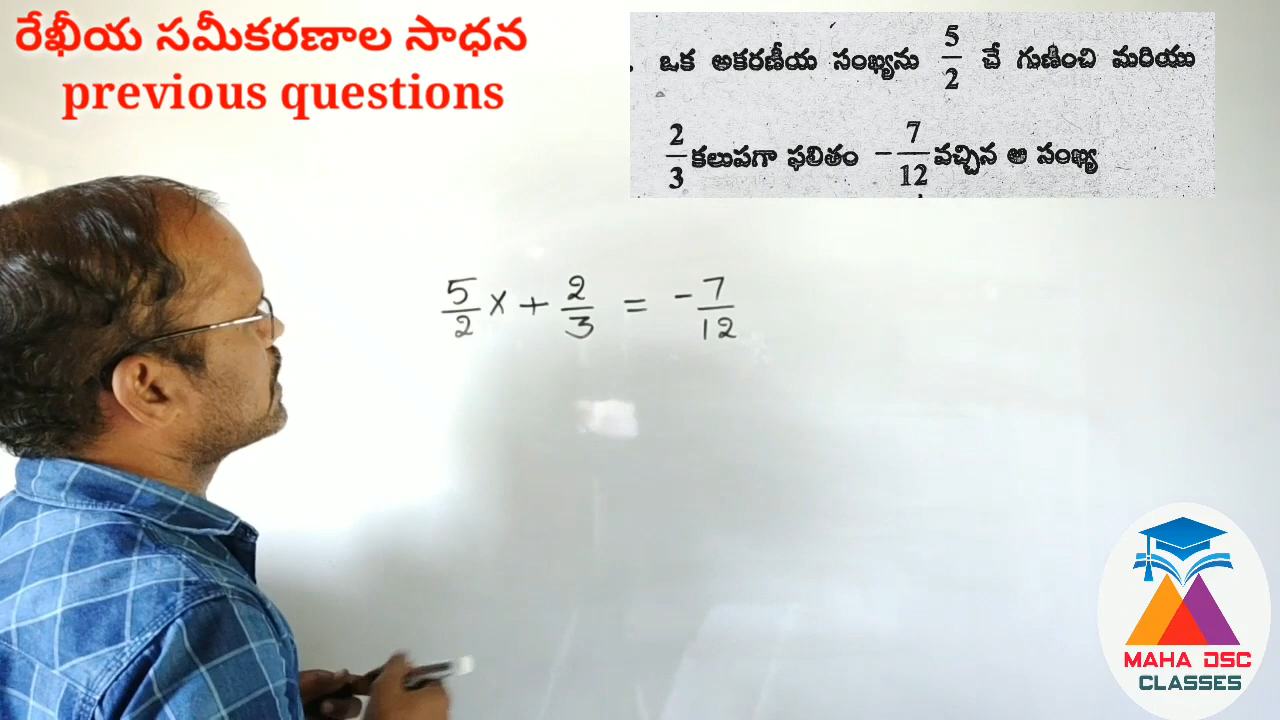 రేఖీయ సమీకరణాల సాధన
previous questions
ఒక అకరణీయ సంఖ్యను 5/2 చే గుణించి మరియు
2/3 కలుపగా ఫలితం -7/12 వచ్చిన ఆ సంఖ్య
5/2 x + 2/3 = -7/12
MAHA DSC
CLASSES